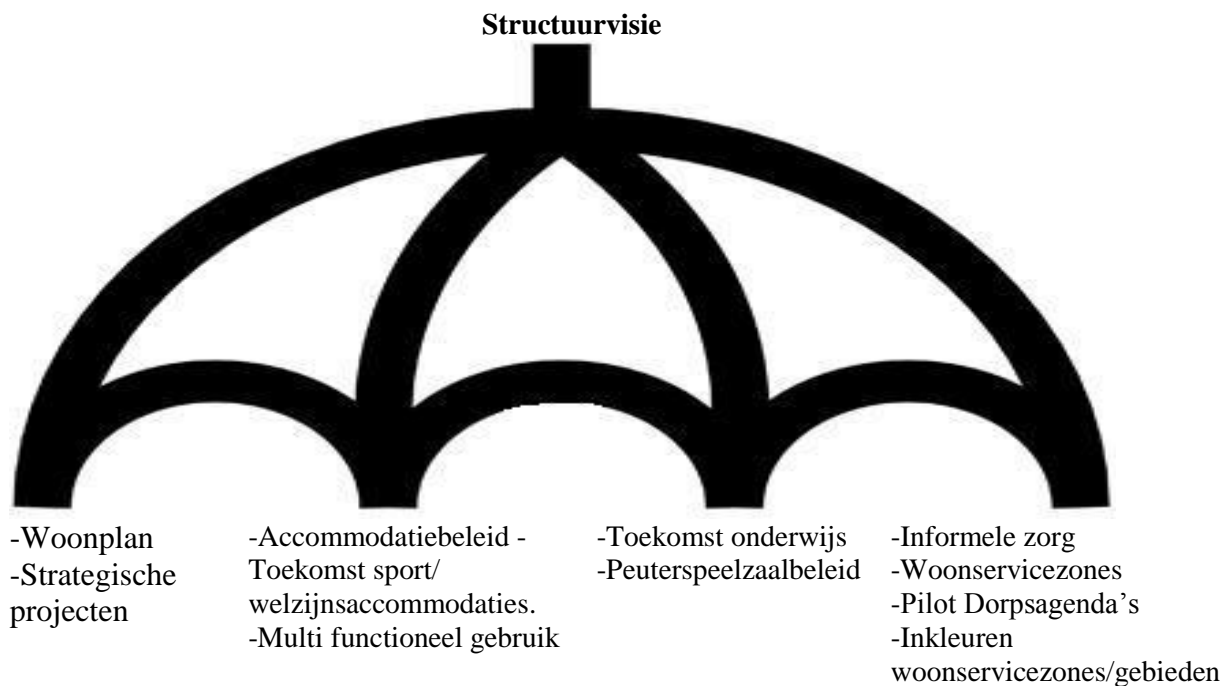 Structuurvisie
-Woonplan
-Strategische
projecten
-Accommodatiebeleid -
Toekomst sport/
welzijnsaccommodaties.
-Multi functioneel gebruik
-Toekomst onderwijs
-Peuterspeelzaalbeleid
-Informele zorg
-Woonservicezones
-Pilot Dorpsagenda’s
-Inkleuren
woonservicezones/gebieden